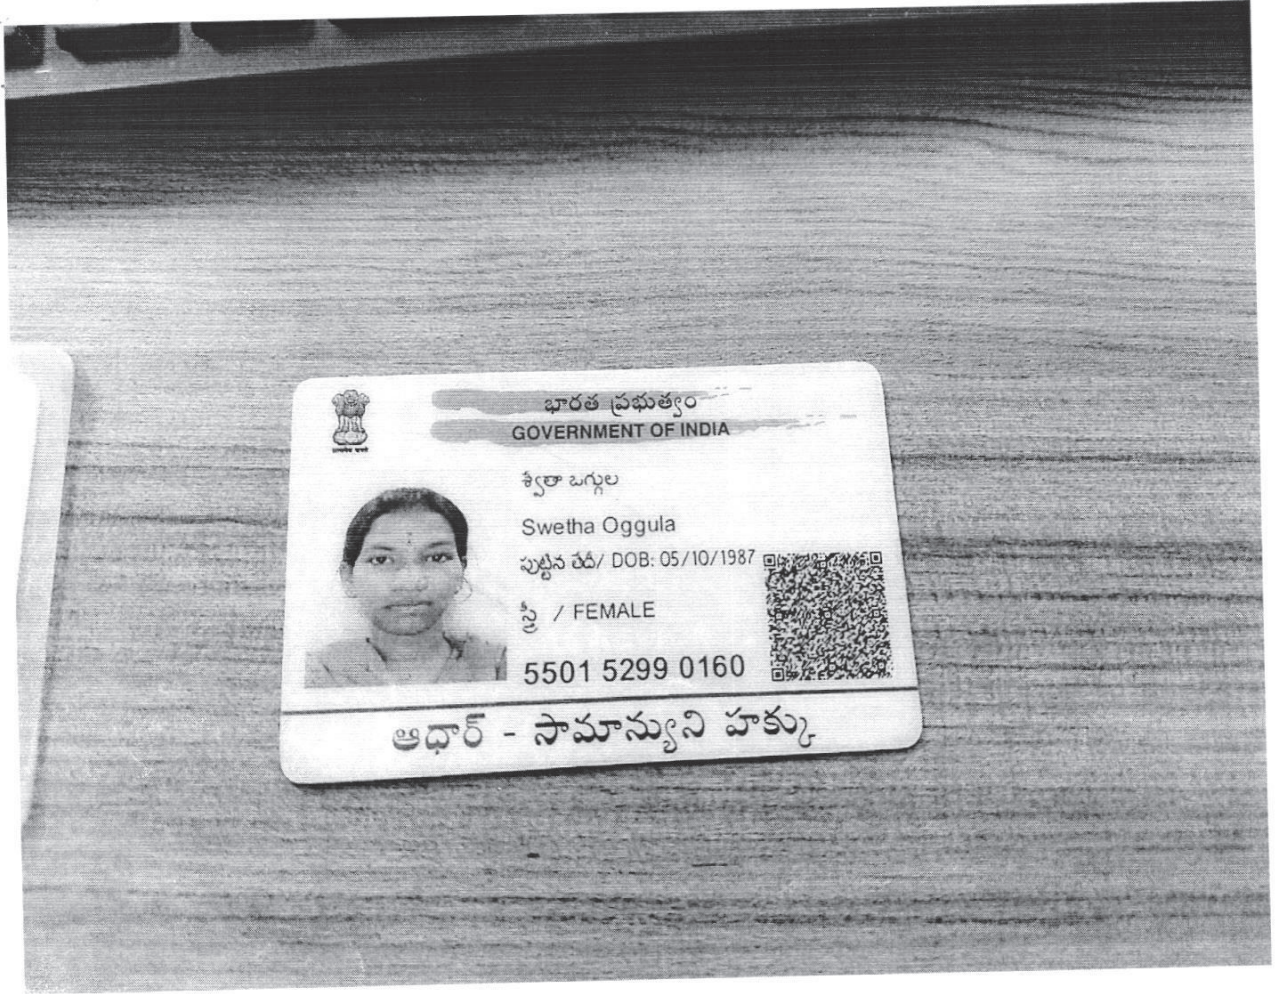 భారత ప్రభుత్వం
GOVERNMENT OF INDIA
శ్వేతా ఒగ్గుల
Swetha Oggula
పుట్టిన తేదీ/ DOB: 05/10/1987
స్త్రీ / FEMALE
5501 5299 0160
ఆధార్ - సామాన్యుని హక్కు